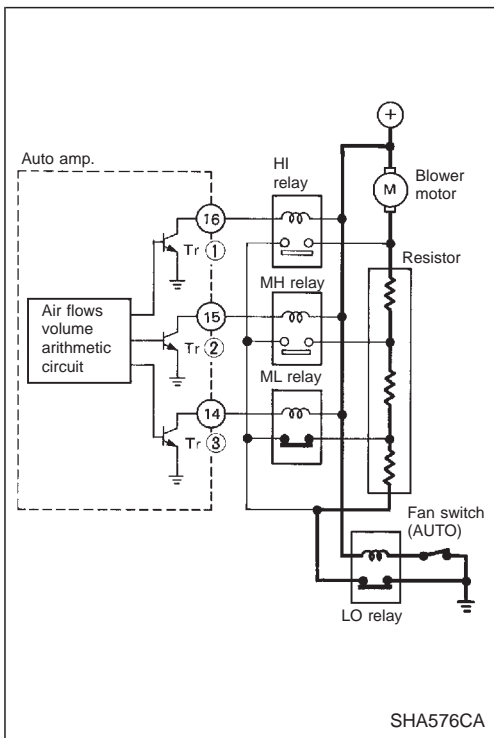 +
Auto amp.
HI
relay
Blower
motor
M
16
Tr 1
Resistor
MH relay
Air flows
volume
arithmetic
circuit
15
Tr 2
ML relay
14
Tr 3
Fan switch
(AUTO)
LO relay
SHA576CA